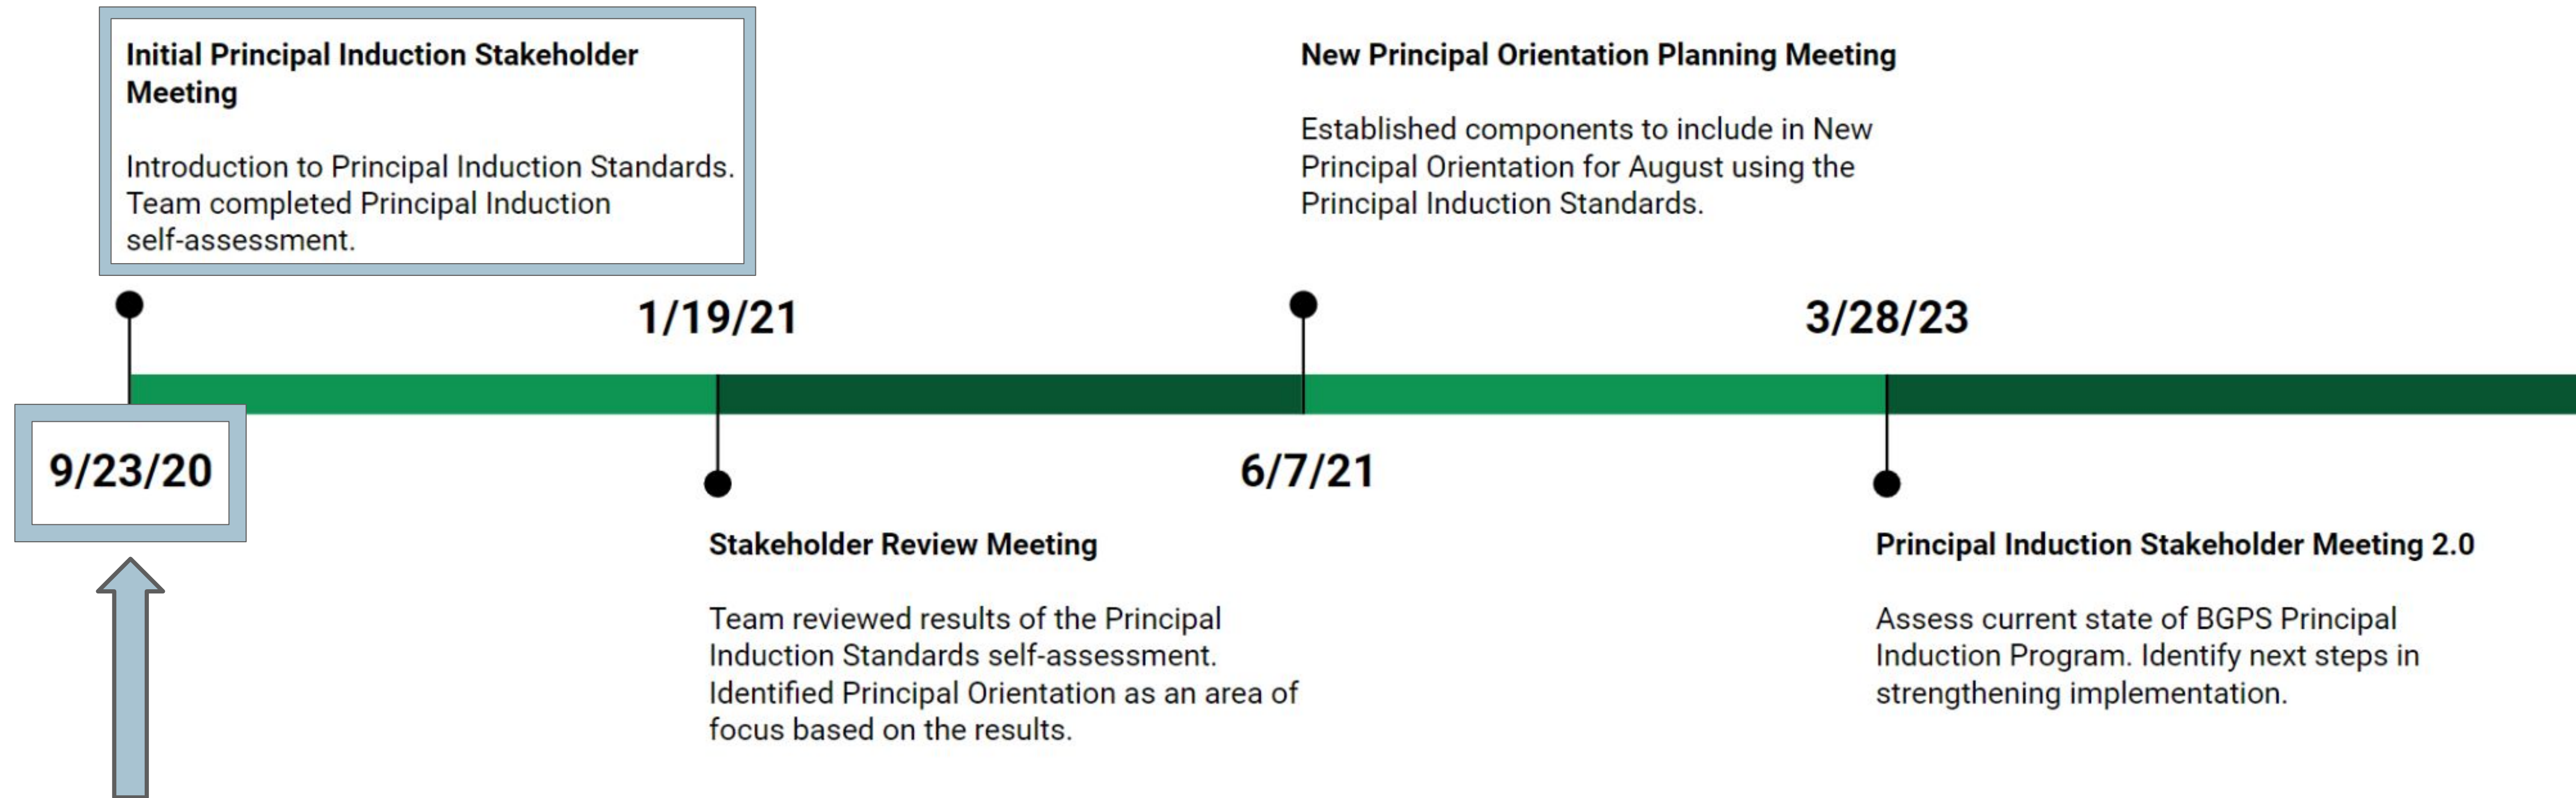 Initial Principal Induction Stakeholder
Meeting
Introduction to Principal Induction Standards.
Team completed Principal Induction
self-assessment.
9/23/20
1/19/21
Stakeholder Review Meeting
Team reviewed results of the Principal
Induction Standards self-assessment.
Identified Principal Orientation as an area of
focus based on the results.
New Principal Orientation Planning Meeting
Established components to include in New
Principal Orientation for August using the
Principal Induction Standards.
6/7/21
3/28/23
Principal Induction Stakeholder Meeting 2.0
Assess current state of BGPS Principal
Induction Program. Identify next steps in
strengthening implementation.